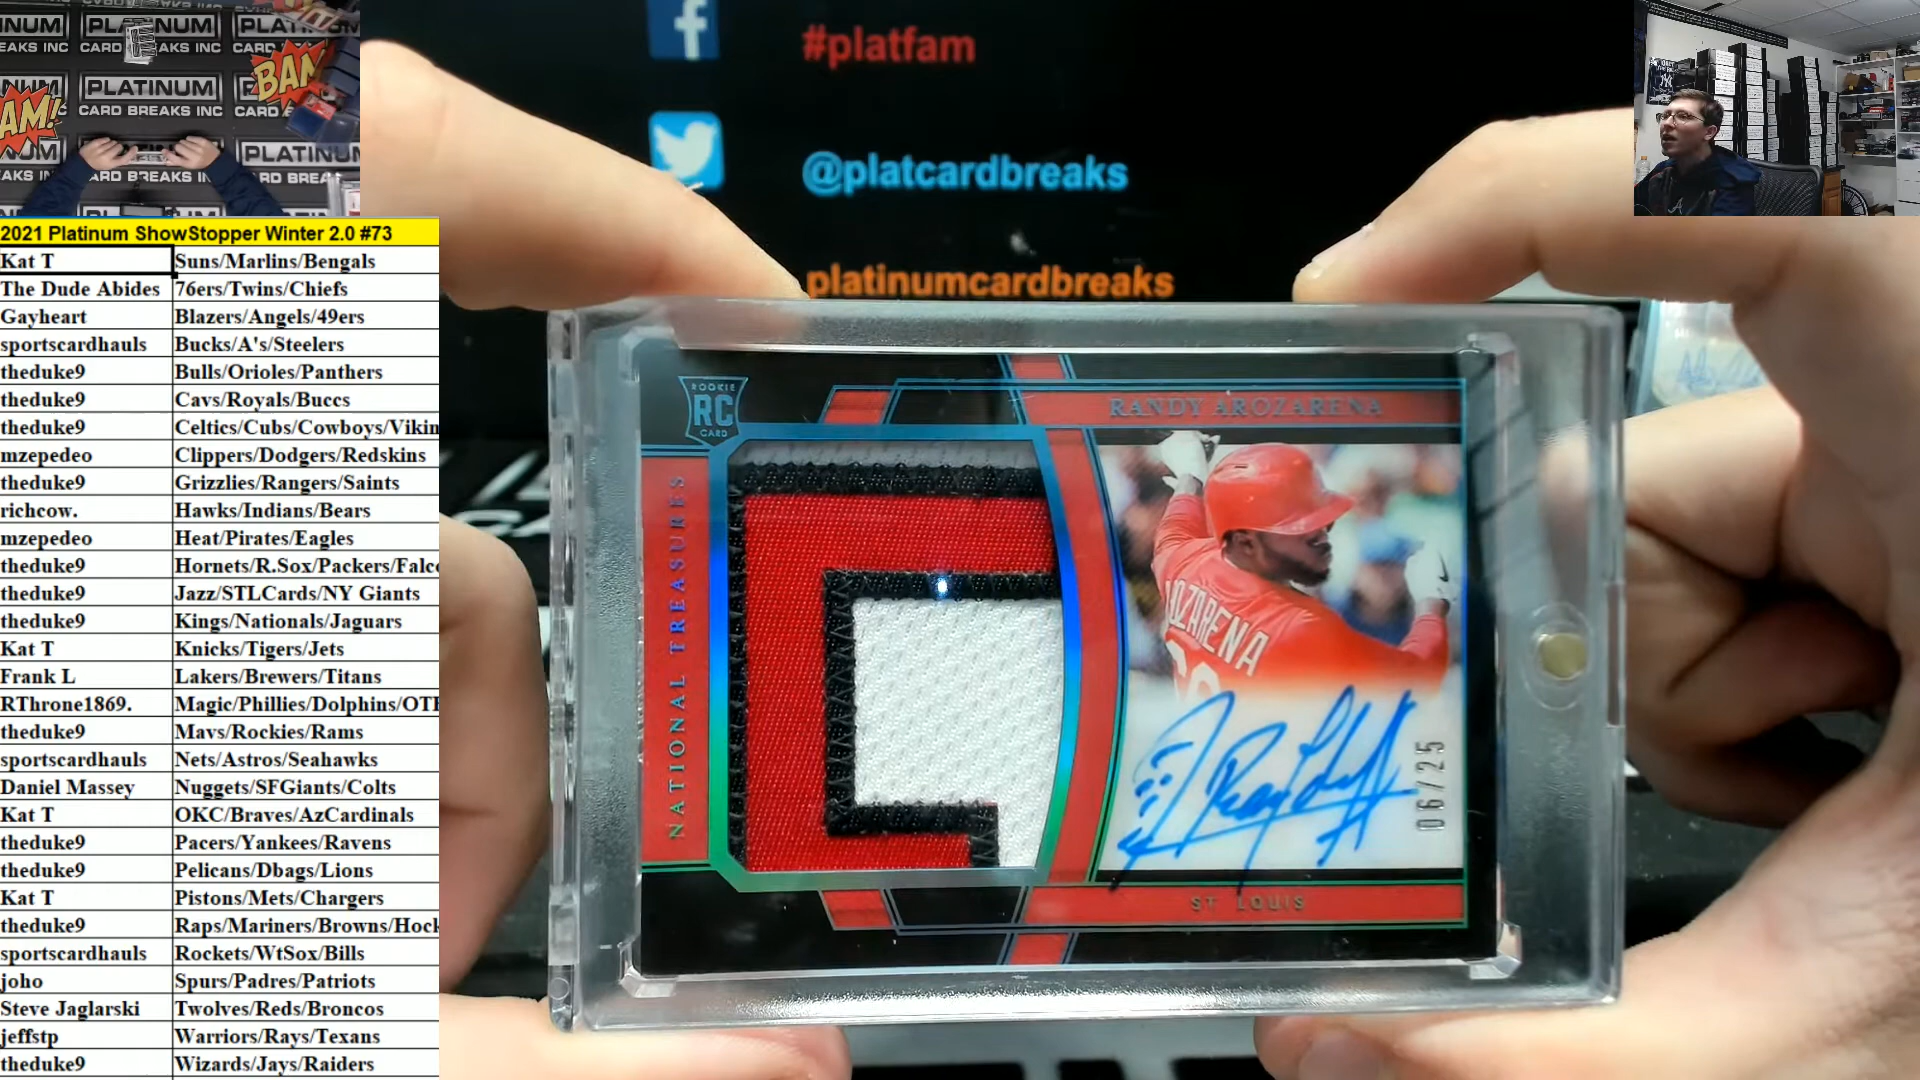 PLATINUM
CARD BREAKS INC
BAM!
#platfam
@platcardbreaks
platinumcardbreaks
2021 Platinum ShowStopper Winter 2.0 #73
Kat T Suns/Marlins/Bengals
The Dude Abides 76ers/Twins/Chiefs
Gayheart Blazers/Angels/49ers
sportscardhauls Bucks/A's/Steelers
theduke9 Bulls/Orioles/Panthers
theduke9 Cavs/Royals/Buccs
theduke9 Celtics/Cubs/Cowboys/Vikin
mzepedeo Clippers/Dodgers/Redskins
theduke9 Grizzlies/Rangers/Saints
richcow. Hawks/Indians/Bears
mzepedeo Heat/Pirates/Eagles
theduke9 Hornets/R.Sox/Packers/Falc
theduke9 Jazz/STLCards/NY Giants
theduke9 Kings/Nationals/Jaguars
Kat T Knicks/Tigers/Jets
Frank L Lakers/Brewers/Titans
RThrone1869. Magic/Phillies/Dolphins/OTH
theduke9 Mavs/Rockies/Rams
sportscardhauls Nets/Astros/Seahawks
Daniel Massey Nuggets/SFGiants/Colts
Kat T OKC/Braves/AzCardinals
theduke9 Pacers/Yankees/Ravens
theduke9 Pelicans/Dbags/Lions
Kat T Pistons/Mets/Chargers
theduke9 Raps/Mariners/Browns/Hock
sportscardhauls Rockets/WtSox/Bills
joho Spurs/Padres/Patriots
Steve Jaglarski Twolves/Reds/Broncos
jeffstp Warriors/Rays/Texans
theduke9 Wizards/Jays/Raiders
ROOKIE
RC
CARD
RANDY AROZARENA
NATIONAL TREASURES
OZARENA
06/25
ST LOUIS